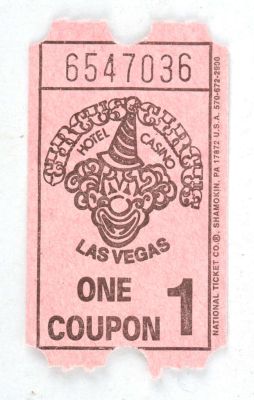 6547036
CIRCUS CIRCUS
HOTEL CASINO
LAS VEGAS
ONE
COUPON 1
NATIONAL TICKET CO.®, SHAMOKIN, PA 17872 U.S.A. 570-672-2900